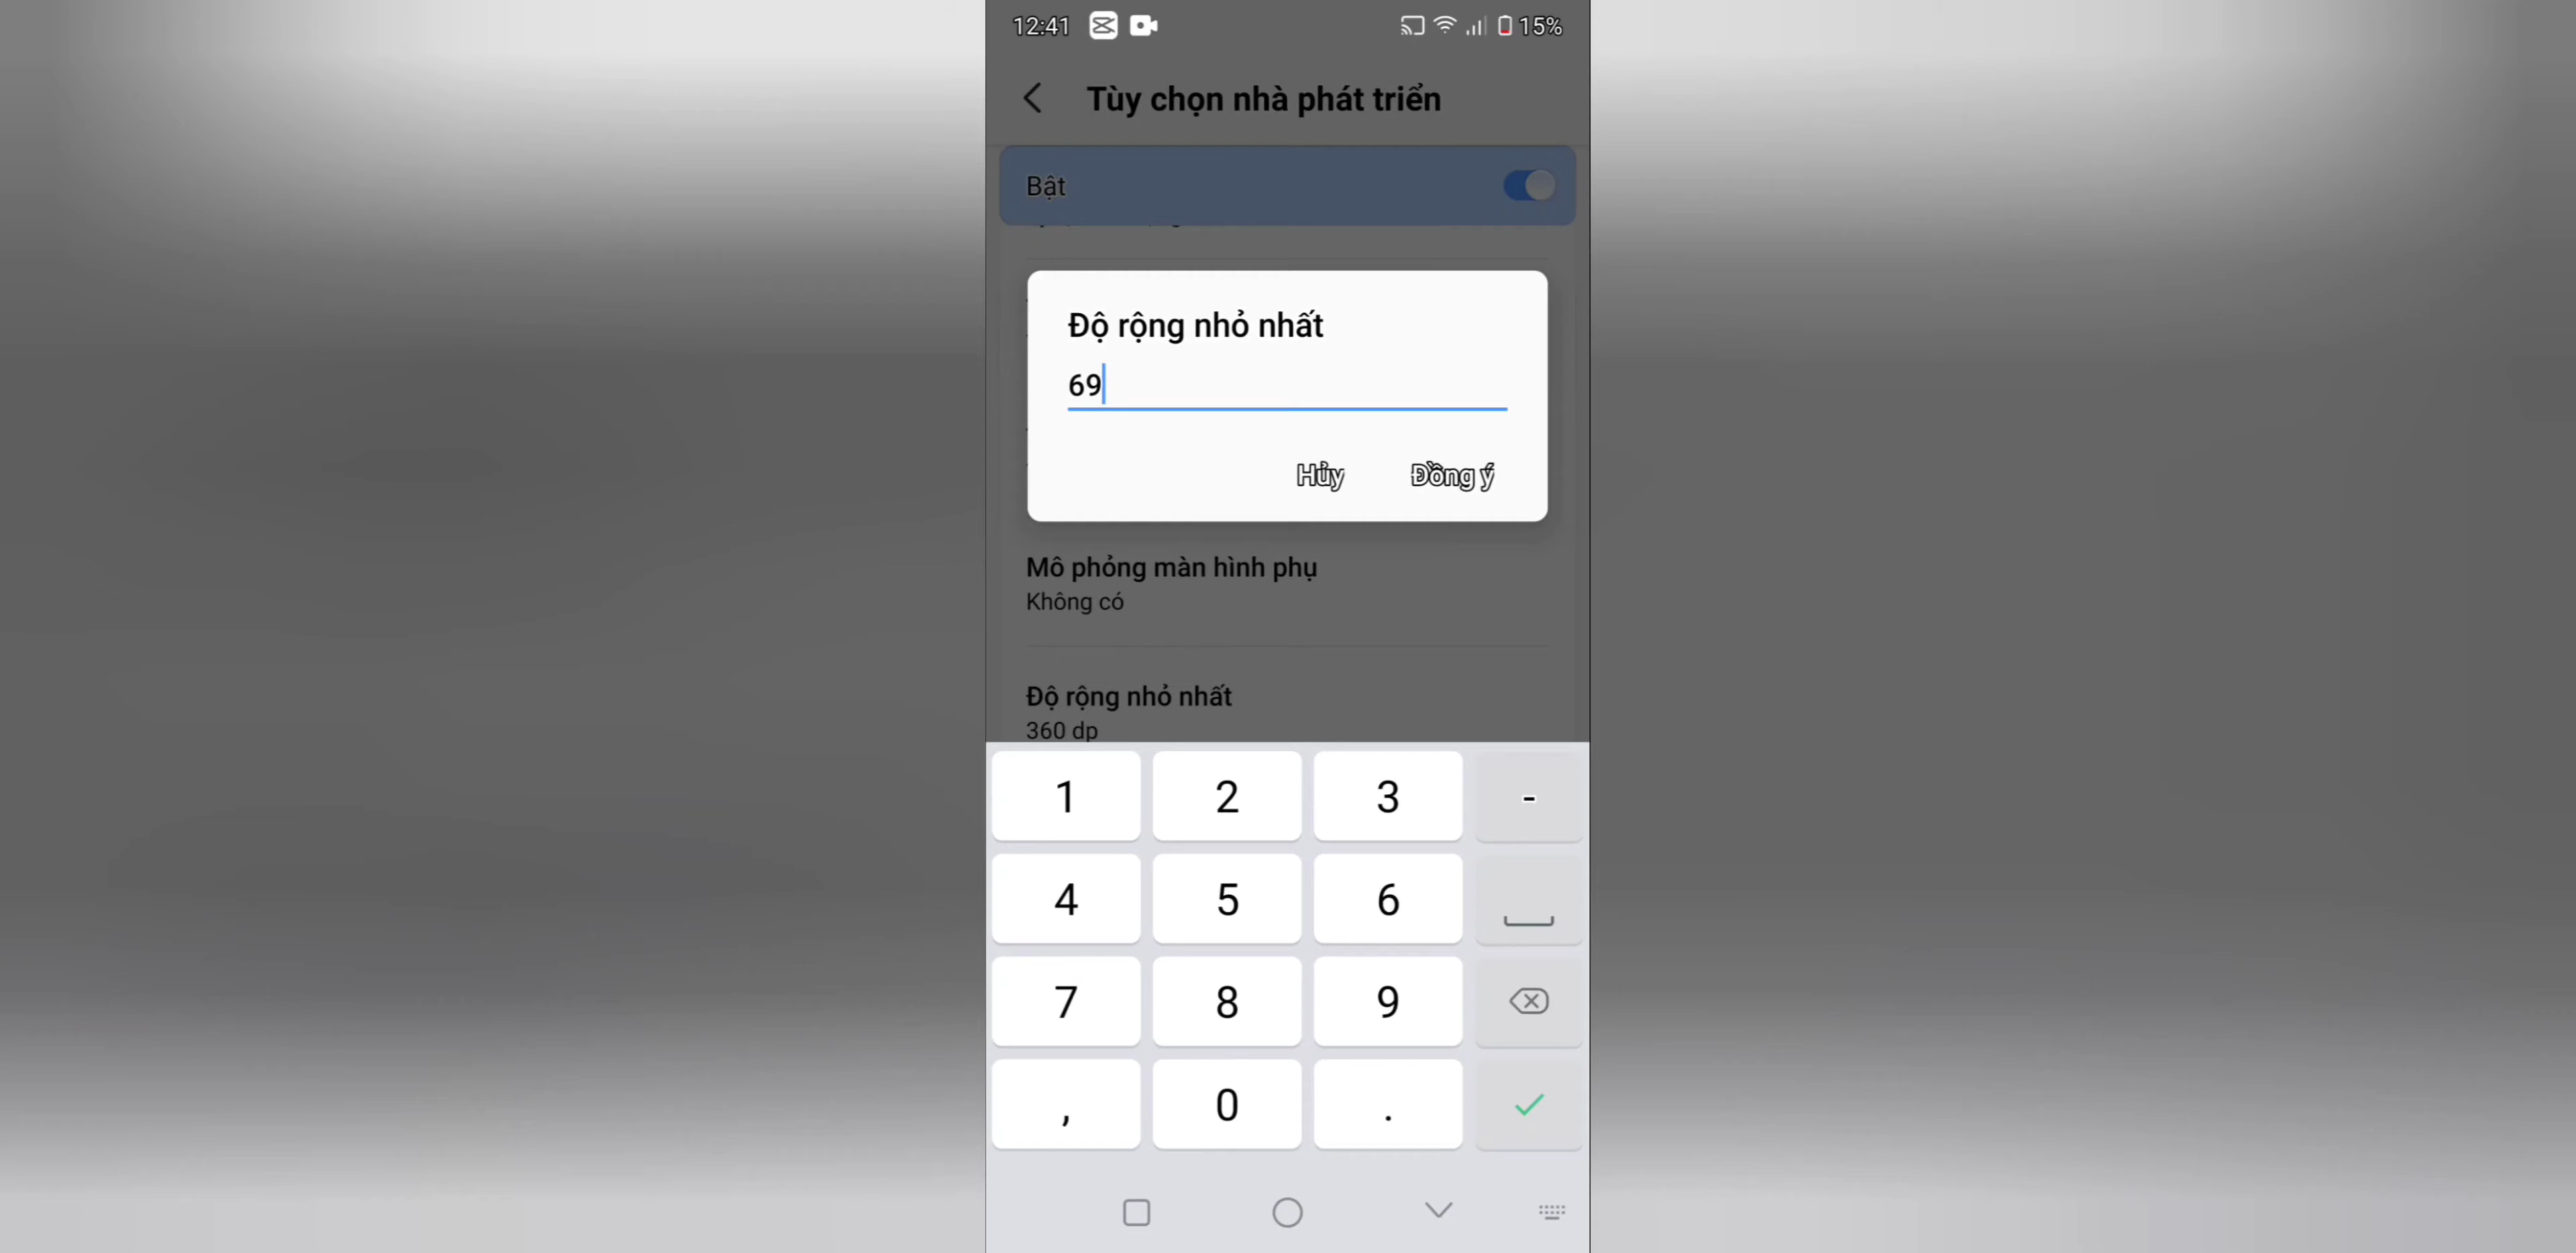 12:41 15%
Tùy chọn nhà phát triển
Bật
Độ rộng nhỏ nhất
69
Hủy Đồng ý
Mô phỏng màn hình phụ
Không có
Độ rộng nhỏ nhất
360 dp
1 2 3 -
4 5 6
7 8 9
, 0 .